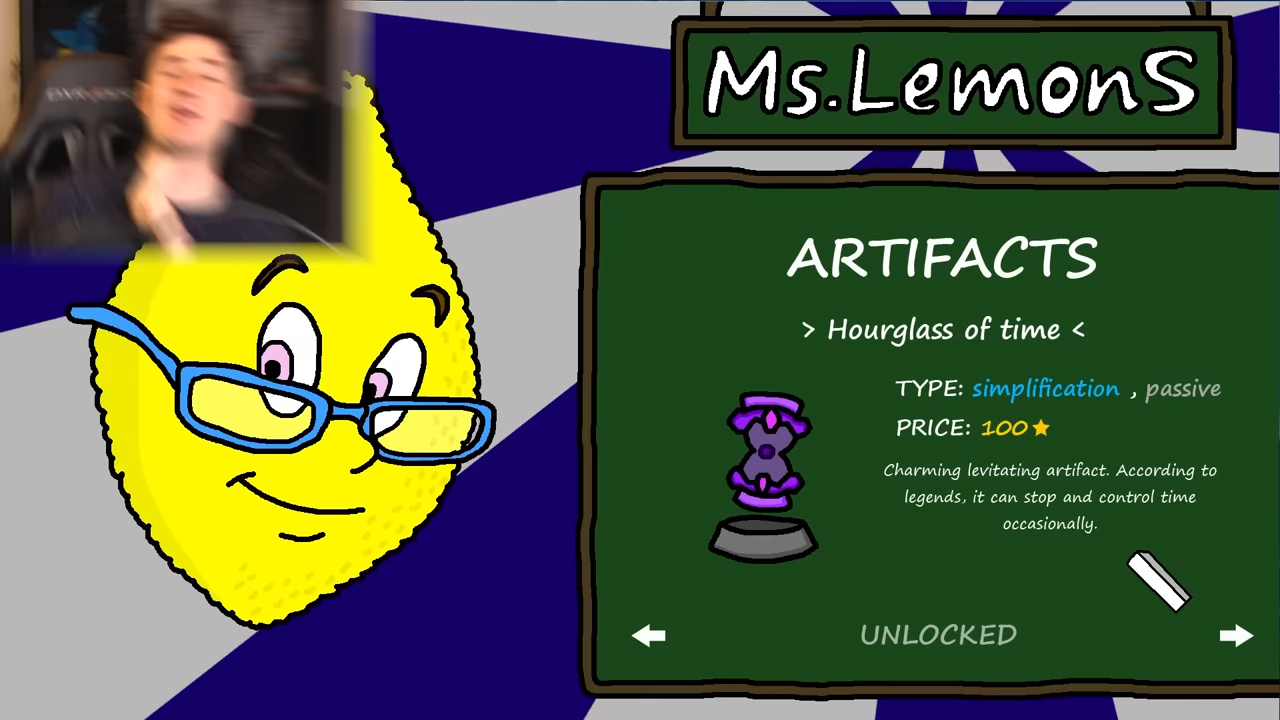 Ms.LemonS
ARTIFACTS
> Hourglass of time <
TYPE: simplification , passive
PRICE: 100★
Charming levitating artifact. According to
legends, it can stop and control time
occasionally.
UNLOCKED